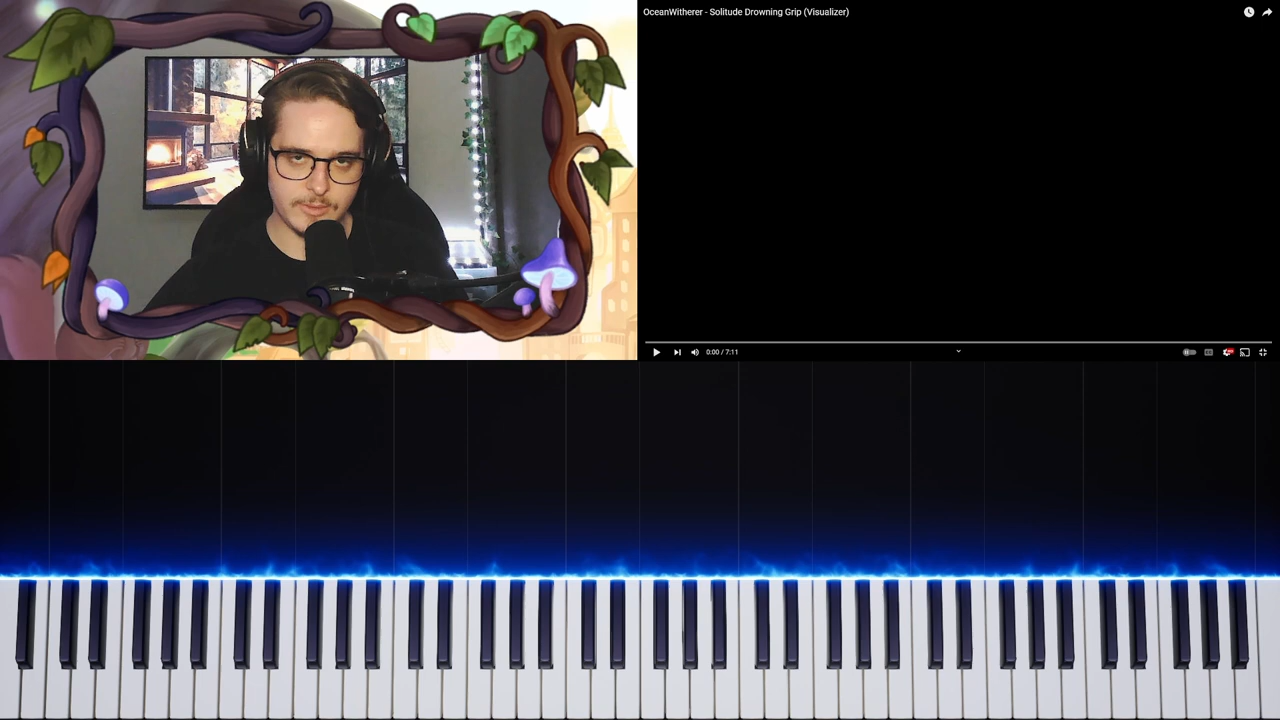 OceanWitherer - Solitude Drowning Grip (Visualizer)
0:00 / 7:11